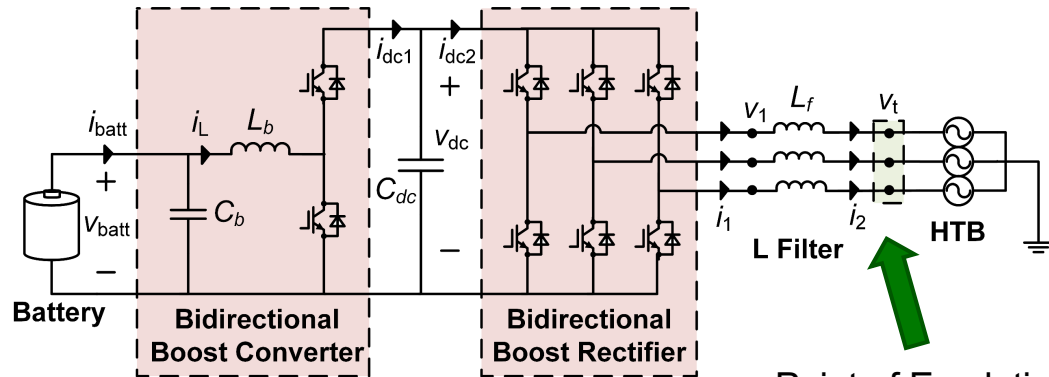 i_batt
i_L
L_b
i_dc1
i_dc2
+
v_dc
−
C_dc
v_1
L_f
v_t
+
v_batt
−
C_b
i_1
i_2
HTB
L Filter
Battery
Bidirectional
Boost Converter
Bidirectional
Boost Rectifier